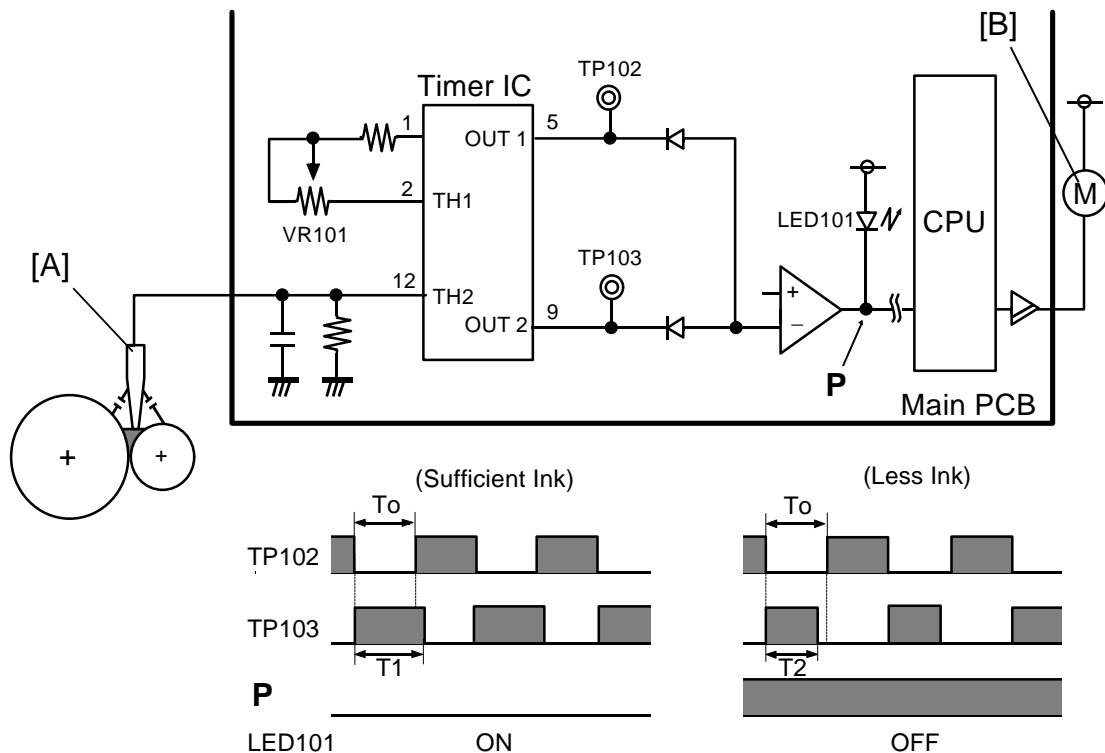 [B]
TP102
Timer IC
1
5
OUT 1
2
TH1
VR101
LED101
CPU
M
TP103
[A]
12
TH2
OUT 2
9
+
−
P
Main PCB
+
+
(Sufficient Ink)
(Less Ink)
To
To
TP102
TP103
T1
T2
P
LED101
ON
OFF